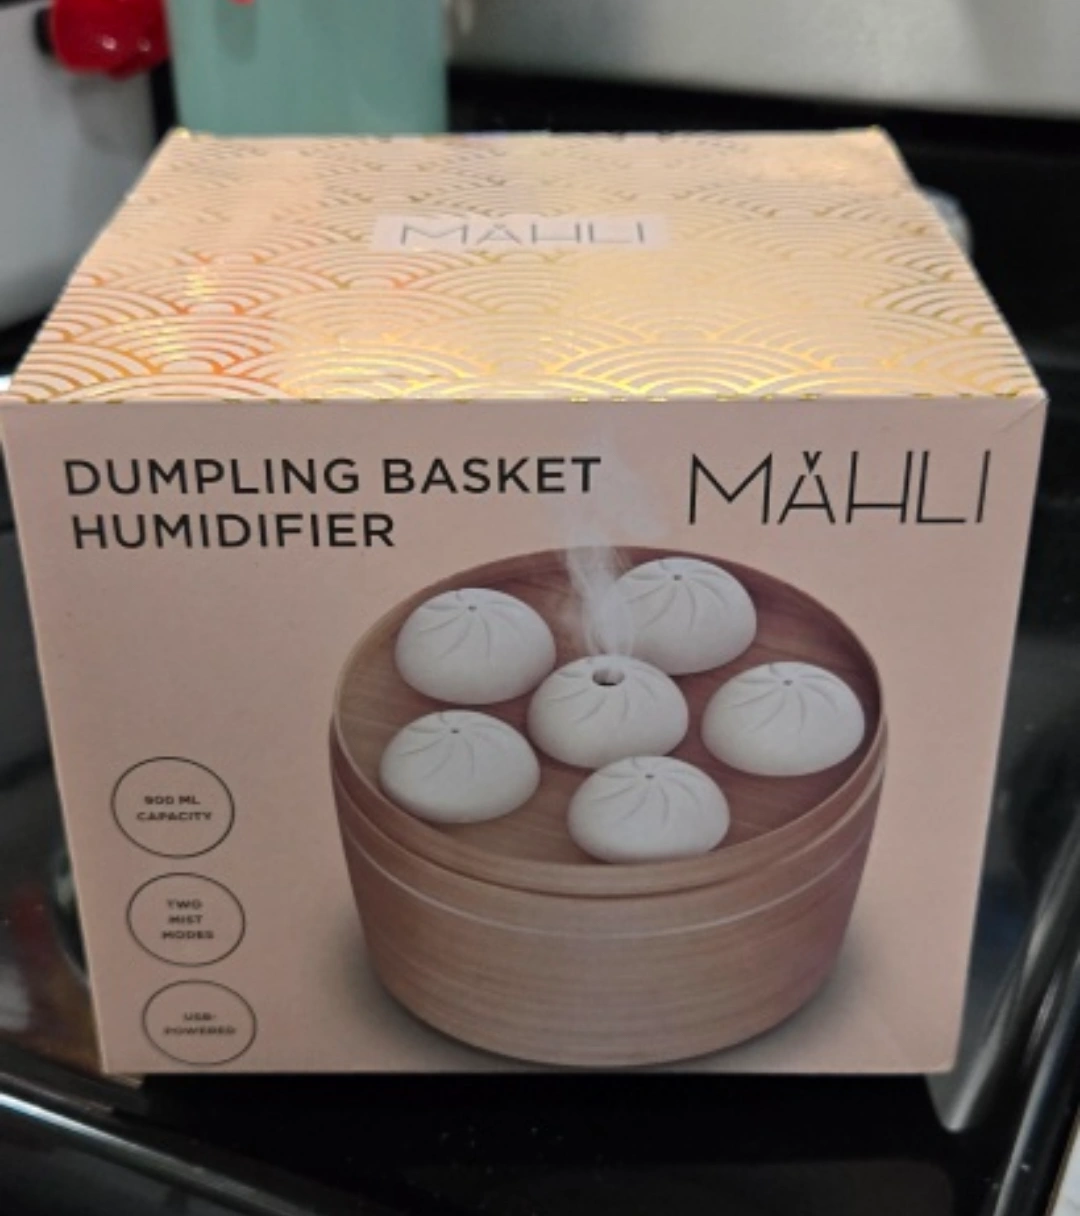 MÄHLI
DUMPLING BASKET
HUMIDIFIER
MÄHLI
900 ML
CAPACITY
TWO
MIST
MODES
USB-
POWERED